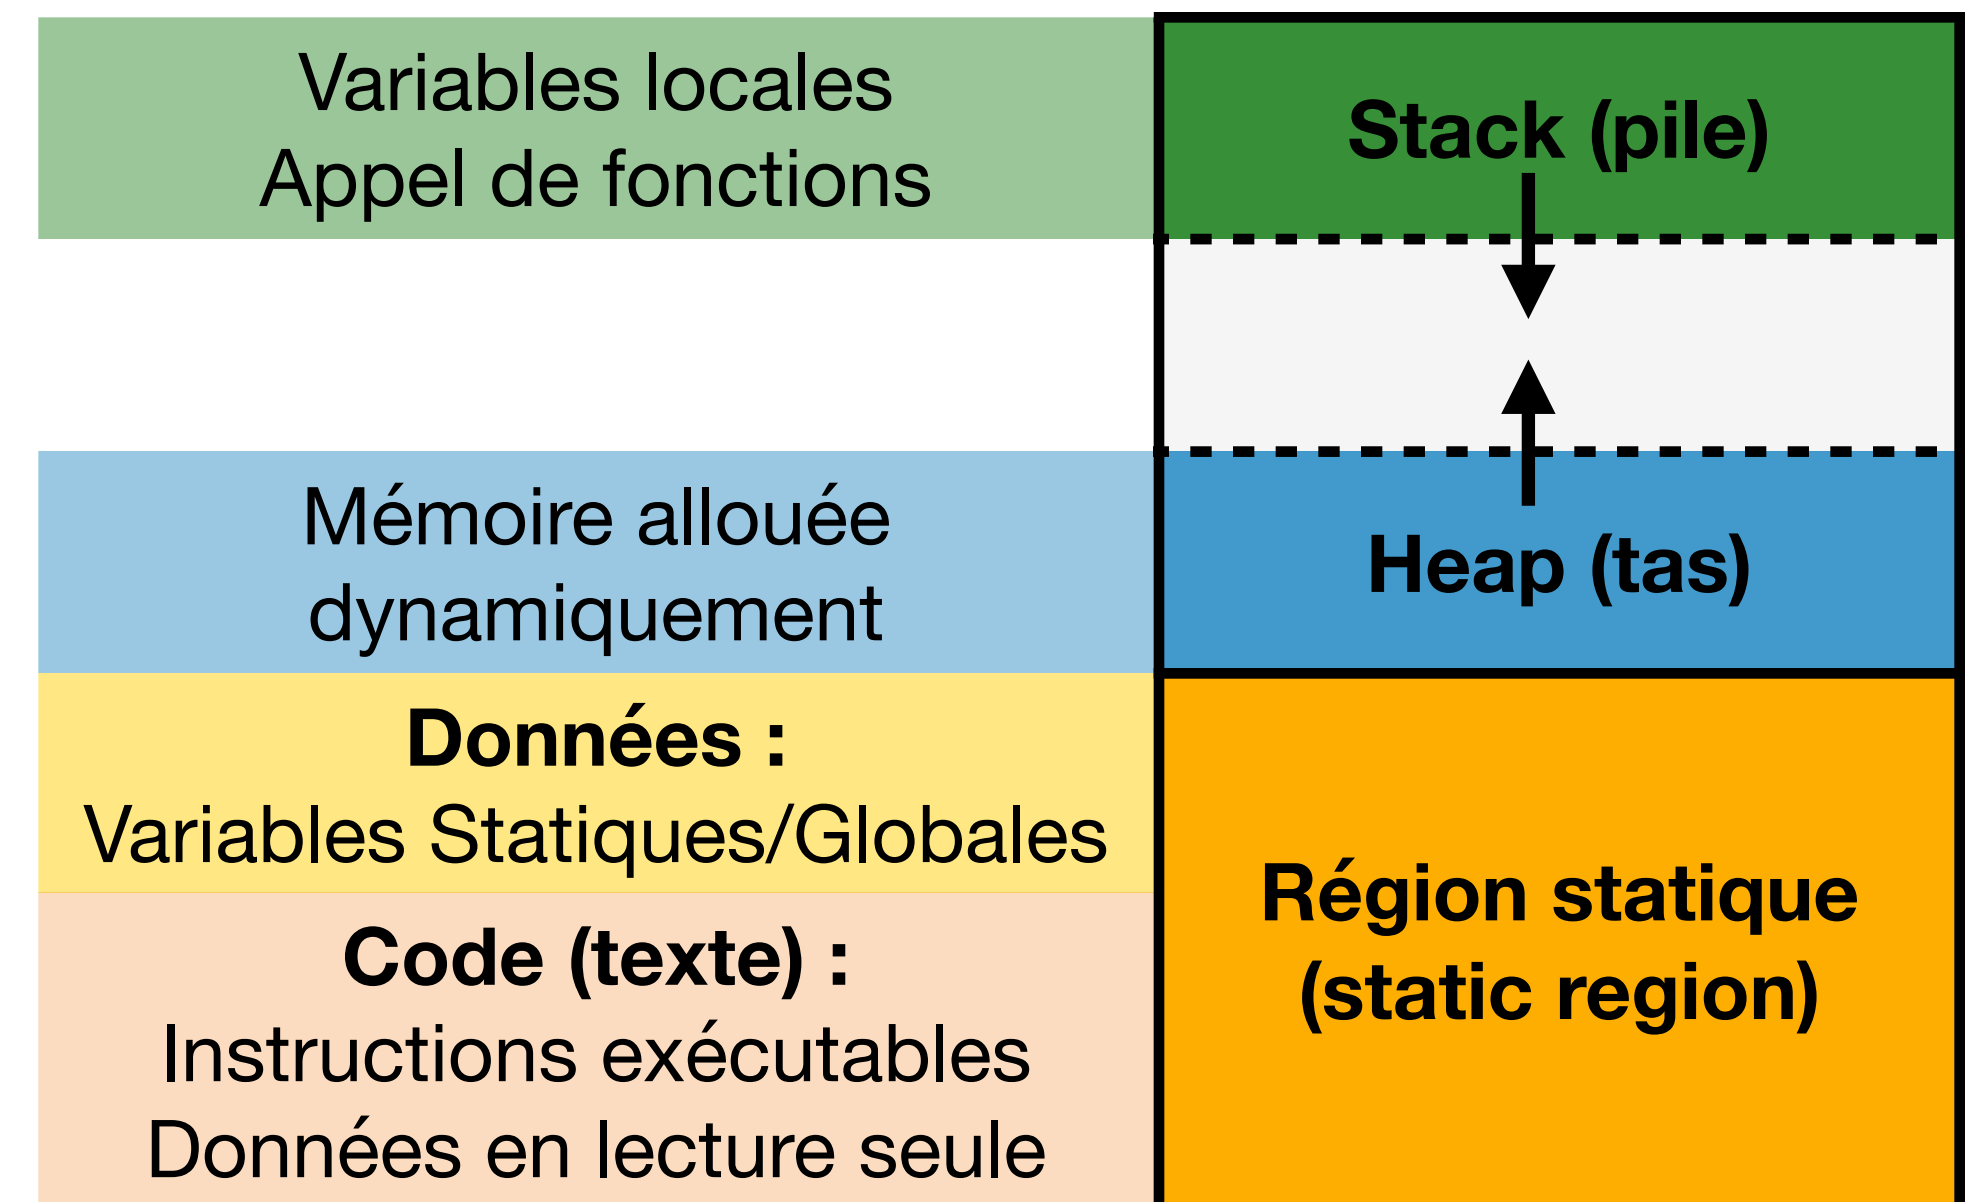 Variables locales
Appel de fonctions
Stack (pile)
Mémoire allouée
dynamiquement
Heap (tas)
Données :
Variables Statiques/Globales
Code (texte) :
Instructions exécutables
Données en lecture seule
Région statique
(static region)